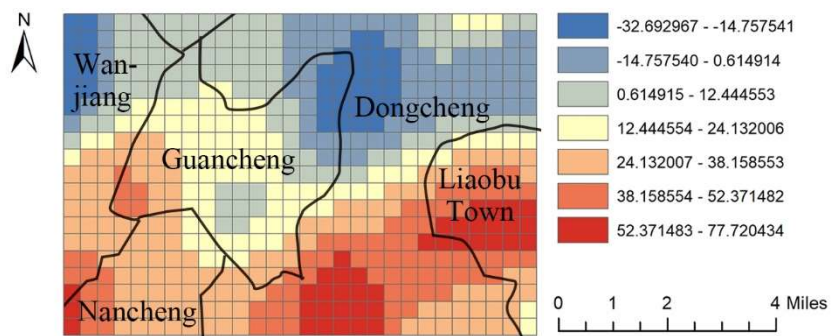 N
Wan-
jiang
Guancheng
Dongcheng
Liaobu
Town
Nancheng
-32.692967 - -14.757541
-14.757540 - 0.614914
0.614915 - 12.444553
12.444554 - 24.132006
24.132007 - 38.158553
38.158554 - 52.371482
52.371483 - 77.720434
Miles
0 1 2 4